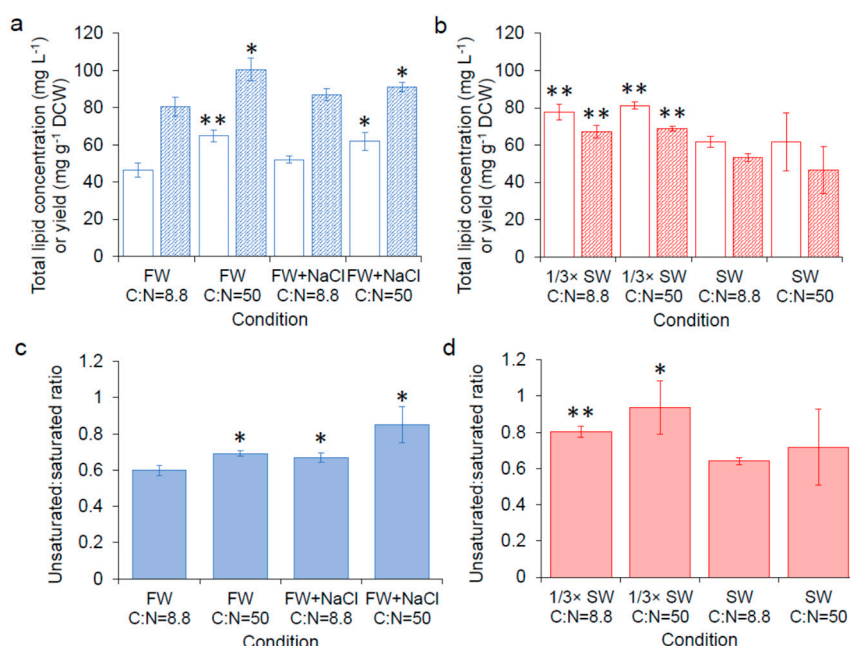 a
Total lipid concentration (mg L⁻¹)
or yield (mg g⁻¹ DCW)
120
100
80
60
40
20
0
*
**
*
*
FW FW FW+NaCl FW+NaCl
C:N=8.8 C:N=50 C:N=8.8 C:N=50
Condition
b
Total lipid concentration (mg L⁻¹)
or yield (mg g⁻¹ DCW)
120
100
80
60
40
20
0
** ** ** **
1/3× SW 1/3× SW SW SW
C:N=8.8 C:N=50 C:N=8.8 C:N=50
Condition
c
Unsaturated:saturated ratio
1.2
1
0.8
0.6
0.4
0.2
0
* * *
FW FW FW+NaCl FW+NaCl
C:N=8.8 C:N=50 C:N=8.8 C:N=50
Condition
d
Unsaturated:saturated ratio
1.2
1
0.8
0.6
0.4
0.2
0
** *
1/3× SW 1/3× SW SW SW
C:N=8.8 C:N=50 C:N=8.8 C:N=50
Condition